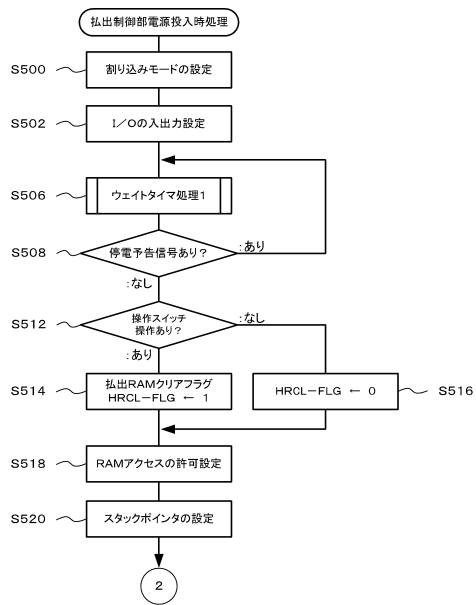 払出制御部電源投入時処理
S500
割り込みモードの設定
S502
I/Oの入出力設定
S506
ウェイトタイマ処理1
S508
停電予告信号あり?
:あり
:なし
S512
操作スイッチ
操作あり?
:なし
:あり
S514
払出RAMクリアフラグ
HRCL-FLG ← 1
HRCL-FLG ← 0
S516
S518
RAMアクセスの許可設定
S520
スタックポインタの設定
2